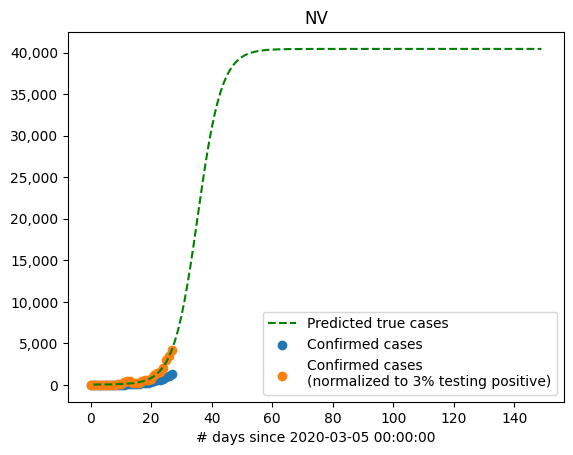 NV
40,000
35,000
30,000
25,000
20,000
15,000
10,000
5,000
0
Predicted true cases
Confirmed cases
Confirmed cases
(normalized to 3% testing positive)
0 20 40 60 80 100 120 140
# days since 2020-03-05 00:00:00